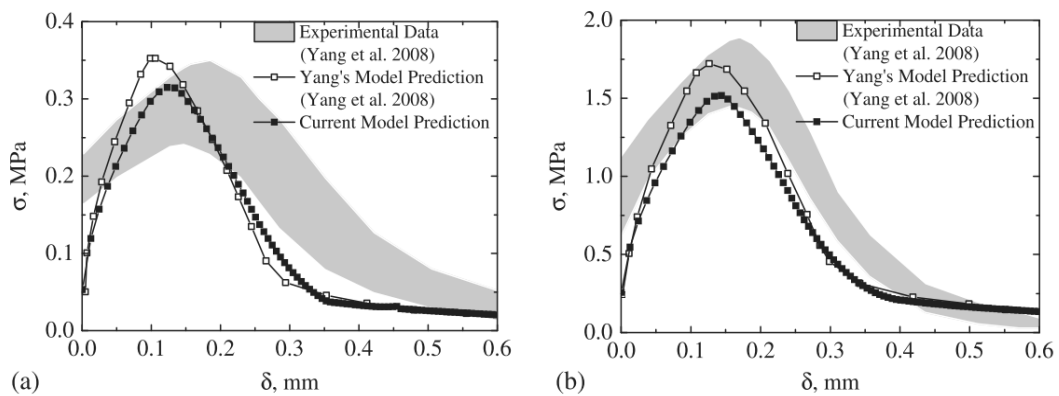 0.4
0.3
0.2
0.1
0.0
σ, MPa
Experimental Data
(Yang et al. 2008)
Yang's Model Prediction
(Yang et al. 2008)
Current Model Prediction
0.0 0.1 0.2 0.3 0.4 0.5 0.6
(a) δ, mm
2.0
1.5
1.0
0.5
0.0
σ, MPa
Experimental Data
(Yang et al. 2008)
Yang's Model Prediction
(Yang et al. 2008)
Current Model Prediction
0.0 0.1 0.2 0.3 0.4 0.5 0.6
(b) δ, mm